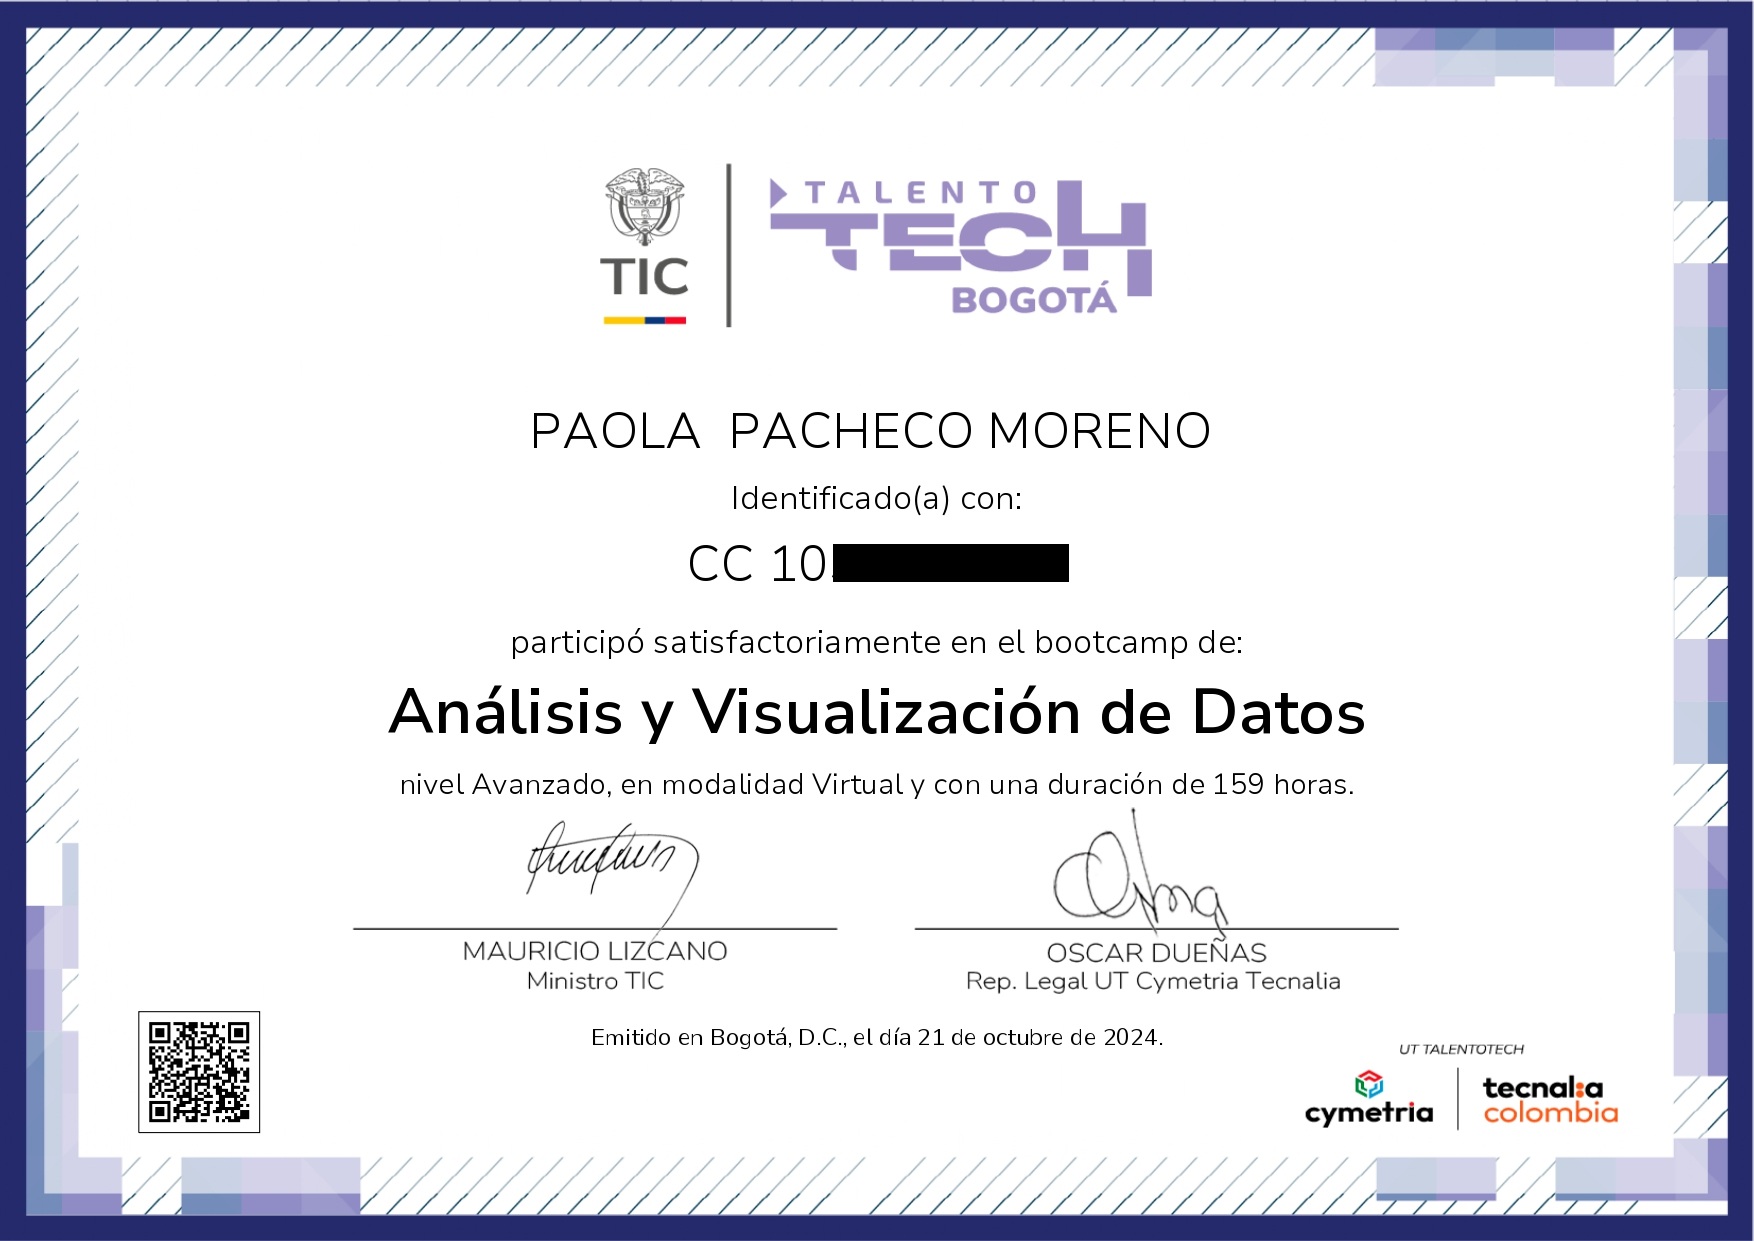 TIC
TALENTO
TECH
BOGOTÁ
PAOLA PACHECO MORENO
Identificado(a) con:
CC 10
participó satisfactoriamente en el bootcamp de:
Análisis y Visualización de Datos
nivel Avanzado, en modalidad Virtual y con una duración de 159 horas.
MAURICIO LIZCANO
Ministro TIC
OSCAR DUEÑAS
Rep. Legal UT Cymetria Tecnalia
Emitido en Bogotá, D.C., el día 21 de octubre de 2024.
UT TALENTOTECH
cymetria
tecnalia
colombia